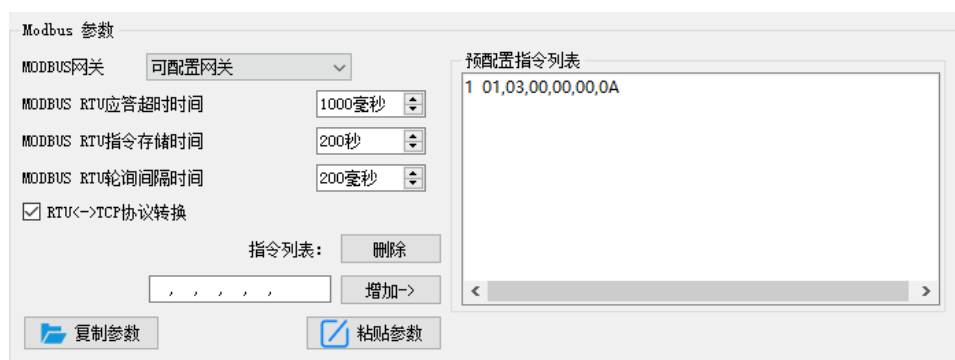 Modbus 参数
MODBUS网关 可配置网关
MODBUS RTU应答超时时间 1000毫秒
MODBUS RTU指令存储时间 200秒
MODBUS RTU轮询间隔时间 200毫秒
RTU<->TCP协议转换
指令列表: 删除
, , , , , 增加->
复制参数 粘贴参数
预配置指令列表
1 01,03,00,00,00,0A